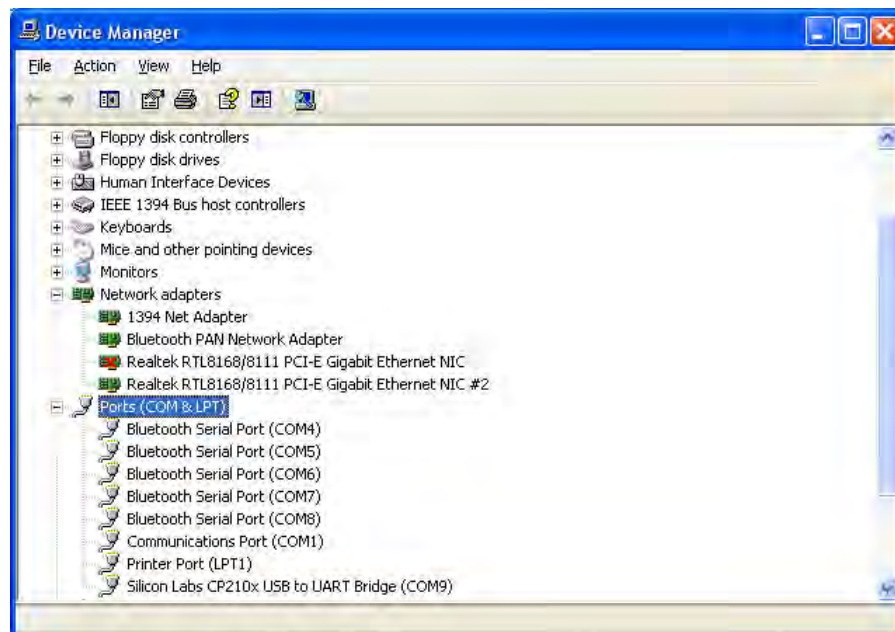 Device Manager
File Action View Help
Floppy disk controllers
Floppy disk drives
Human Interface Devices
IEEE 1394 Bus host controllers
Keyboards
Mice and other pointing devices
Monitors
Network adapters
1394 Net Adapter
Bluetooth PAN Network Adapter
Realtek RTL8168/8111 PCI-E Gigabit Ethernet NIC
Realtek RTL8168/8111 PCI-E Gigabit Ethernet NIC #2
Ports (COM & LPT)
Bluetooth Serial Port (COM4)
Bluetooth Serial Port (COM5)
Bluetooth Serial Port (COM6)
Bluetooth Serial Port (COM7)
Bluetooth Serial Port (COM8)
Communications Port (COM1)
Printer Port (LPT1)
Silicon Labs CP210x USB to UART Bridge (COM9)